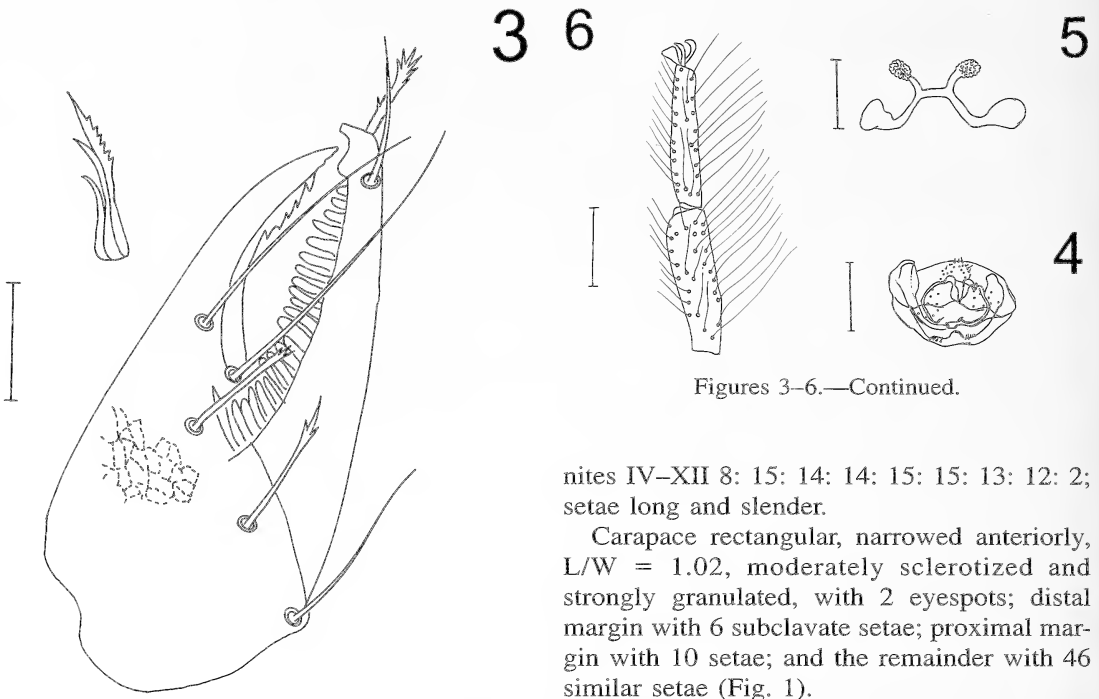 3
6
5
4
Figures 3–6.—Continued.
nites IV–XII 8: 15: 14: 14: 15: 15: 13: 12: 2;
setae long and slender.
Carapace rectangular, narrowed anteriorly,
L/W = 1.02, moderately sclerotized and
strongly granulated, with 2 eyespots; distal
margin with 6 subclavate setae; proximal mar-
gin with 10 setae; and the remainder with 46
similar setae (Fig. 1).